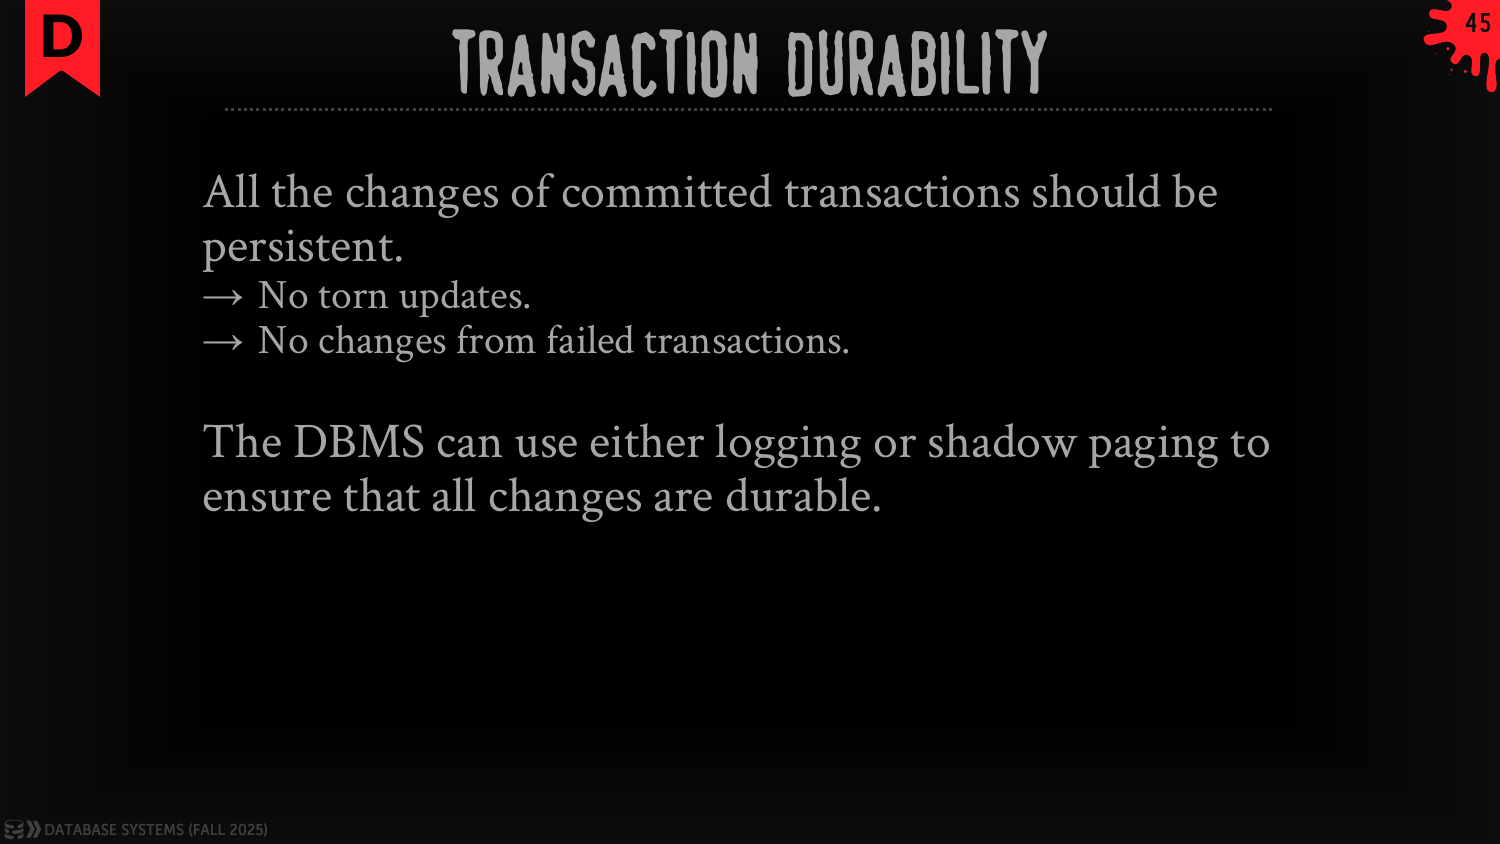 D
TRANSACTION DURABILITY
45
All the changes of committed transactions should be
persistent.
→ No torn updates.
→ No changes from failed transactions.
The DBMS can use either logging or shadow paging to
ensure that all changes are durable.
DATABASE SYSTEMS (FALL 2025)